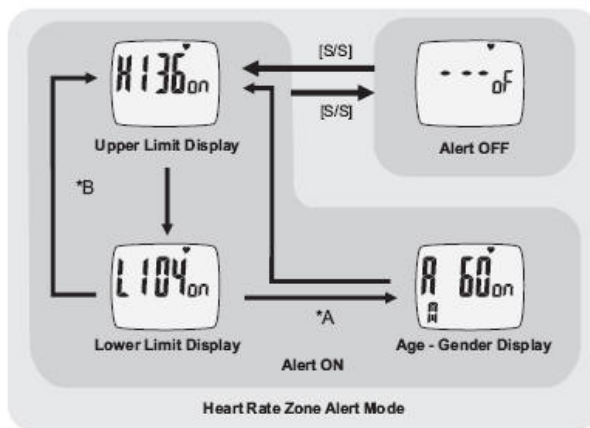 [S/S]
H136on
---oF
[S/S]
Upper Limit Display
Alert OFF
*B
L104on
A 60on
M
*A
Lower Limit Display
Age - Gender Display
Alert ON
Heart Rate Zone Alert Mode